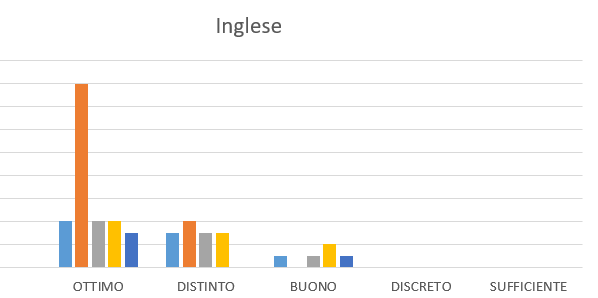 Inglese
OTTIMO DISTINTO BUONO DISCRETO SUFFICIENTE